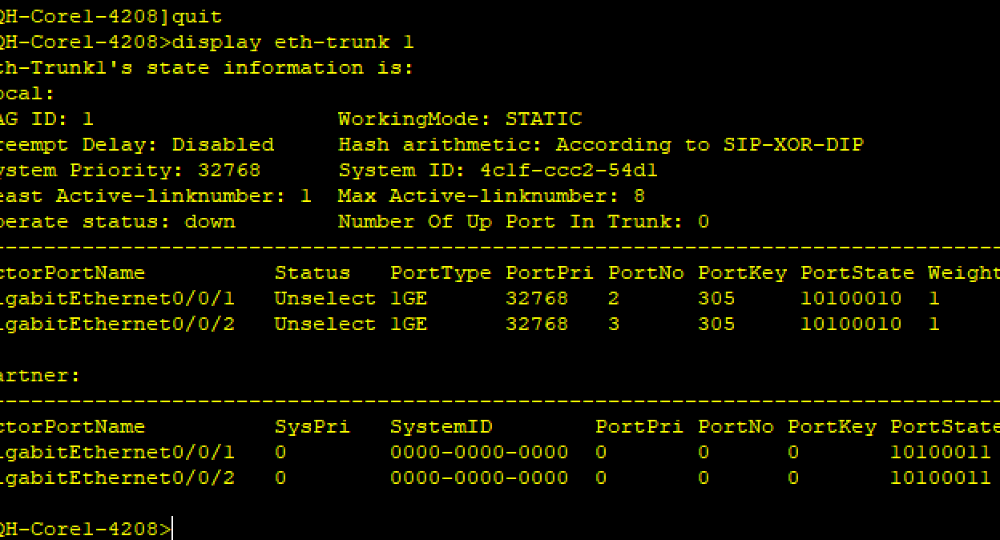 QH-Core1-4208]quit
QH-Core1-4208>display eth-trunk 1
th-Trunk1's state information is:
ocal:
AG ID: 1 WorkingMode: STATIC
reempt Delay: Disabled Hash arithmetic: According to SIP-XOR-DIP
ystem Priority: 32768 System ID: 4c1f-ccc2-54d1
east Active-linknumber: 1 Max Active-linknumber: 8
perate status: down Number Of Up Port In Trunk: 0
--------------------------------------------------------------------------------
ctorPortName Status PortType PortPri PortNo PortKey PortState Weight
igabitEthernet0/0/1 Unselect 1GE 32768 2 305 10100010 1
igabitEthernet0/0/2 Unselect 1GE 32768 3 305 10100010 1
artner:
--------------------------------------------------------------------------------
ctorPortName SysPri SystemID PortPri PortNo PortKey PortState
igabitEthernet0/0/1 0 0000-0000-0000 0 0 0 10100011
igabitEthernet0/0/2 0 0000-0000-0000 0 0 0 10100011
QH-Core1-4208>